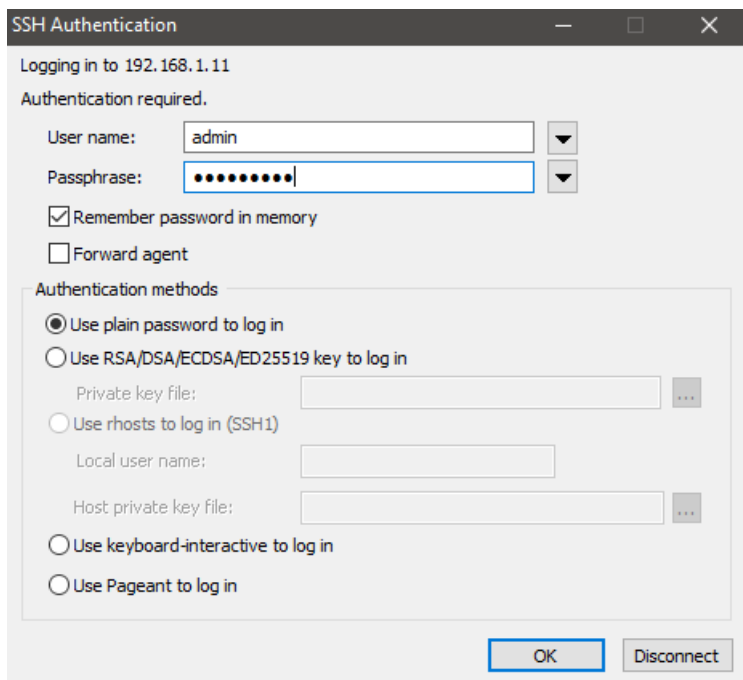 SSH Authentication
Logging in to 192.168.1.11
Authentication required.
User name: admin
Passphrase: ●●●●●●●●●
Remember password in memory
Forward agent
Authentication methods
Use plain password to log in
Use RSA/DSA/ECDSA/ED25519 key to log in
Private key file: ...
Use rhosts to log in (SSH1)
Local user name:
Host private key file: ...
Use keyboard-interactive to log in
Use Pageant to log in
OK Disconnect